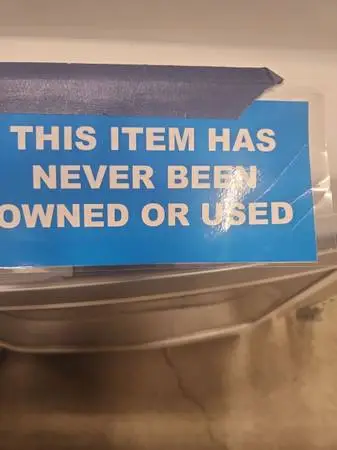 THIS ITEM HAS
NEVER BEEN
OWNED OR USED